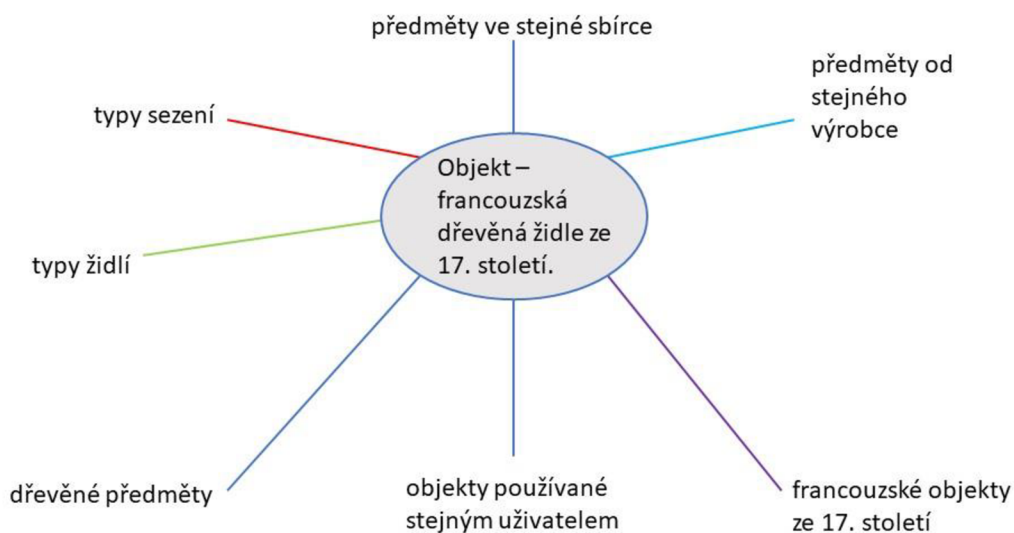 předměty ve stejné sbírce
předměty od
stejného
výrobce
typy sezení
Objekt –
francouzská
dřevěná židle ze
17. století.
typy židlí
dřevěné předměty
objekty používané
stejným uživatelem
francouzské objekty
ze 17. století